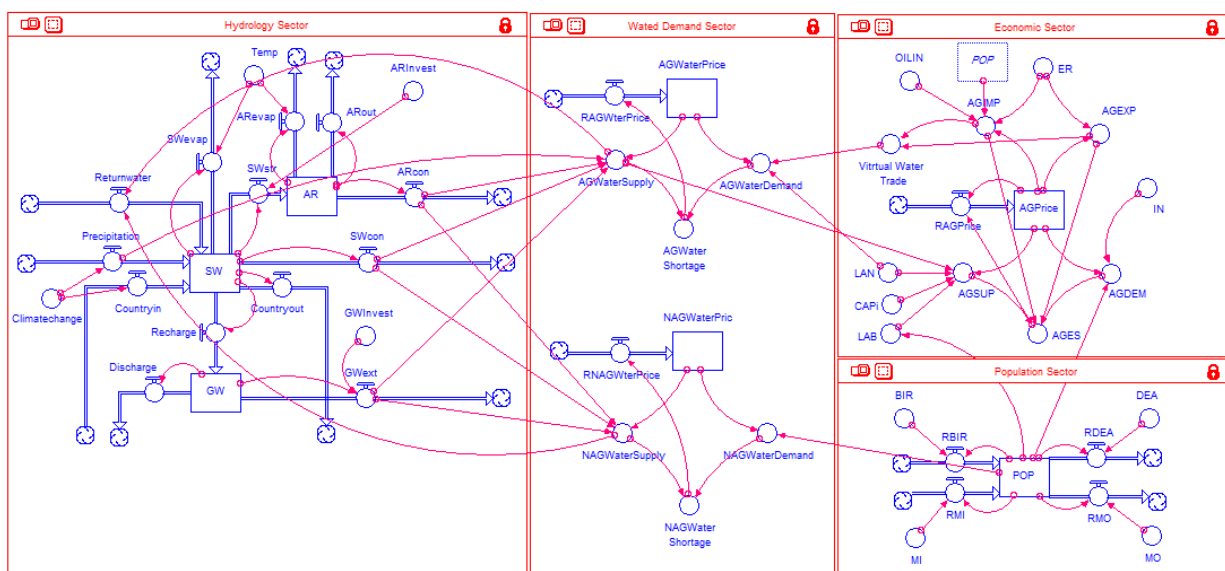 Hydrology Sector
Temp
ARInvest
ARevap
ARout
SWevap
SWstr
Returnwater
AR
ARcon
Precipitation
SWcon
SW
Climatechange
Countryin
Countryout
Recharge
GWInvest
Discharge
GW
GWext
Wated Demand Sector
AGWaterPrice
RAGWterPrice
AGWaterSupply
AGWaterDemand
AGWater
Shortage
NAGWaterPric
RNAGWterPrice
NAGWaterSupply
NAGWaterDemand
NAGWater
Shortage
Economic Sector
OILIN
POP
ER
AGIMP
AGEXP
Vitrtual Water
Trade
AGPrice
RAGPrice
IN
LAN
AGSUP
AGDEM
CAPi
LAB
AGES
Population Sector
BIR
DEA
RBIR
RDEA
POP
RMI
RMO
MI
MO